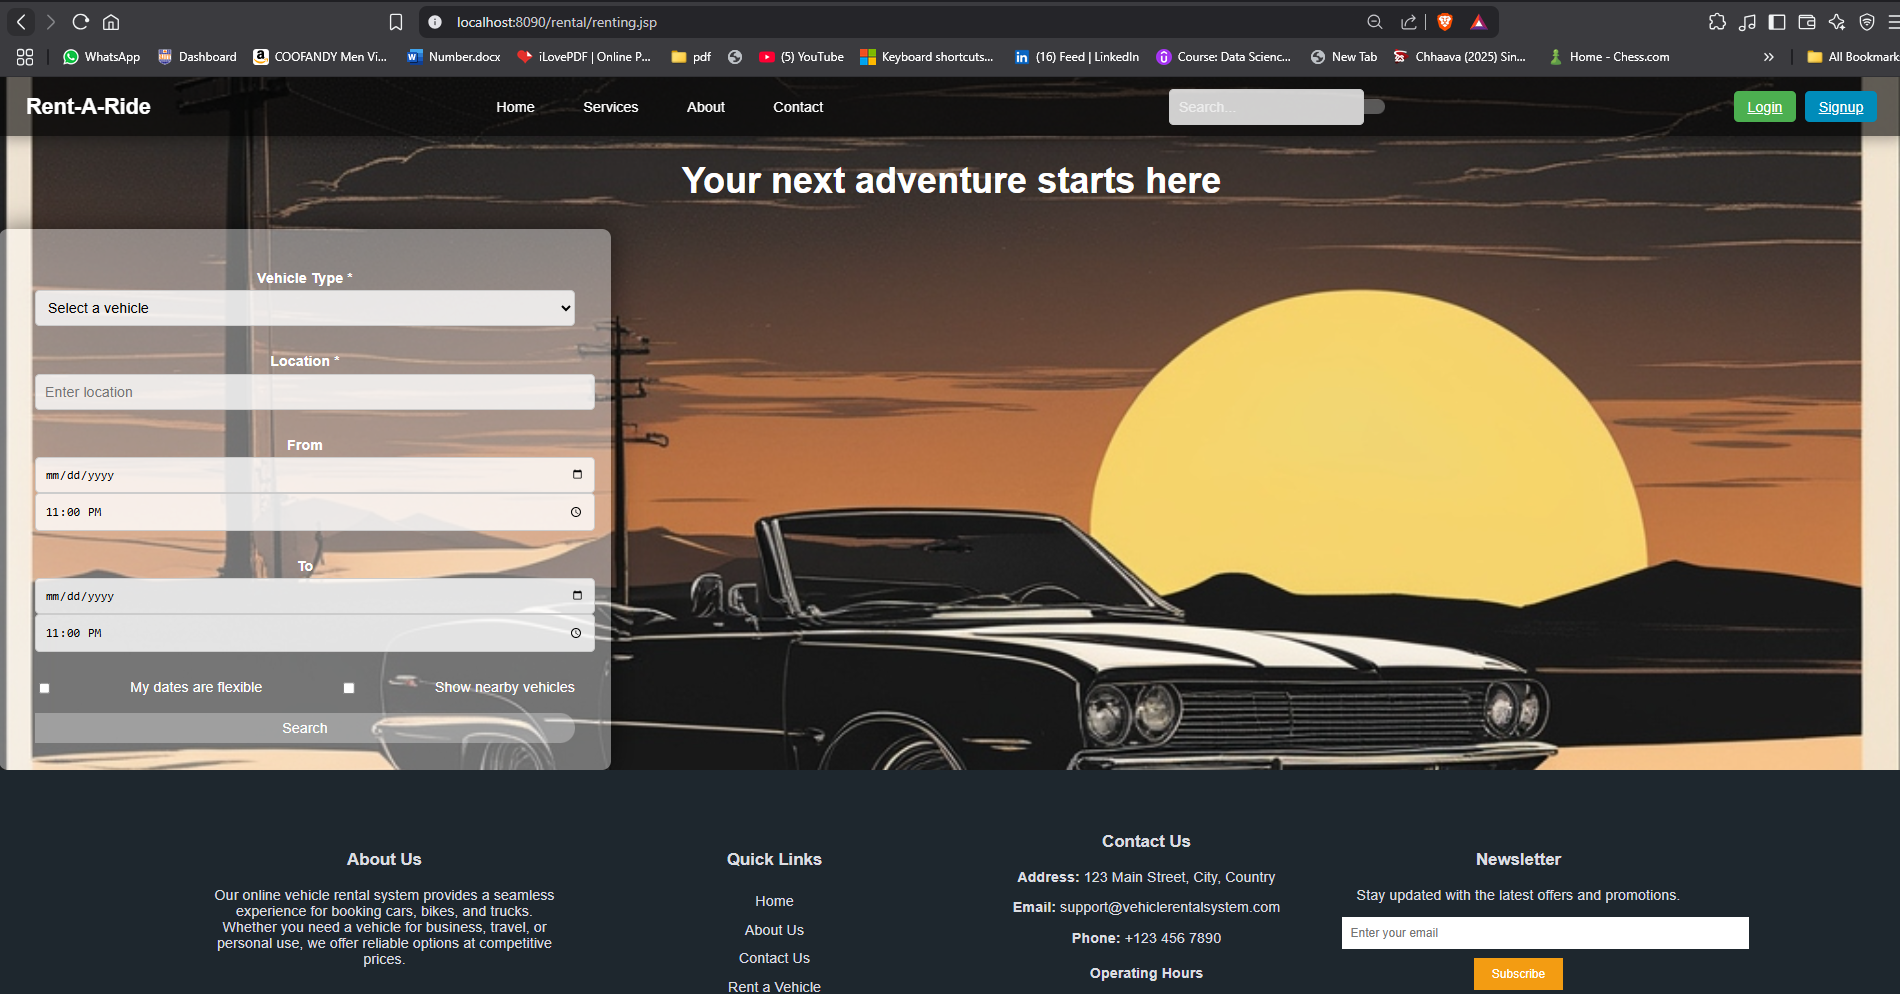 localhost:8090/rental/renting.jsp
WhatsApp
Dashboard
COOFANDY Men Vi...
Number.docx
iLovePDF | Online P...
pdf
(5) YouTube
Keyboard shortcuts...
(16) Feed | LinkedIn
Course: Data Scienc...
New Tab
Chhaava (2025) Sin...
Home - Chess.com
All Bookmark
Rent-A-Ride
Home
Services
About
Contact
Search...
Login
Signup
Your next adventure starts here
Vehicle Type *
Select a vehicle
Location *
Enter location
From
mm/dd/yyyy
11:00 PM
To
mm/dd/yyyy
11:00 PM
My dates are flexible
Show nearby vehicles
Search
About Us
Our online vehicle rental system provides a seamless
experience for booking cars, bikes, and trucks.
Whether you need a vehicle for business, travel, or
personal use, we offer reliable options at competitive
prices.
Quick Links
Home
About Us
Contact Us
Rent a Vehicle
Contact Us
Address: 123 Main Street, City, Country
Email: support@vehiclerentalsystem.com
Phone: +123 456 7890
Operating Hours
Newsletter
Stay updated with the latest offers and promotions.
Enter your email
Subscribe